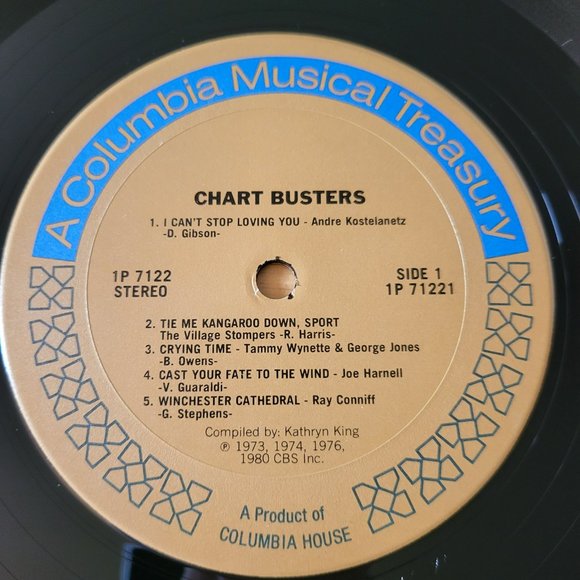 A Columbia Musical Treasury
CHART BUSTERS
1. I CAN'T STOP LOVING YOU - Andre Kostelanetz
-D. Gibson-
1P 7122
STEREO
SIDE 1
1P 71221
2. TIE ME KANGAROO DOWN, SPORT
The Village Stompers -R. Harris-
3. CRYING TIME - Tammy Wynette & George Jones
-B. Owens-
4. CAST YOUR FATE TO THE WIND - Joe Harnell
-V. Guaraldi-
5. WINCHESTER CATHEDRAL - Ray Conniff
-G. Stephens-
Compiled by: Kathryn King
℗ 1973, 1974, 1976,
1980 CBS Inc.
A Product of
COLUMBIA HOUSE